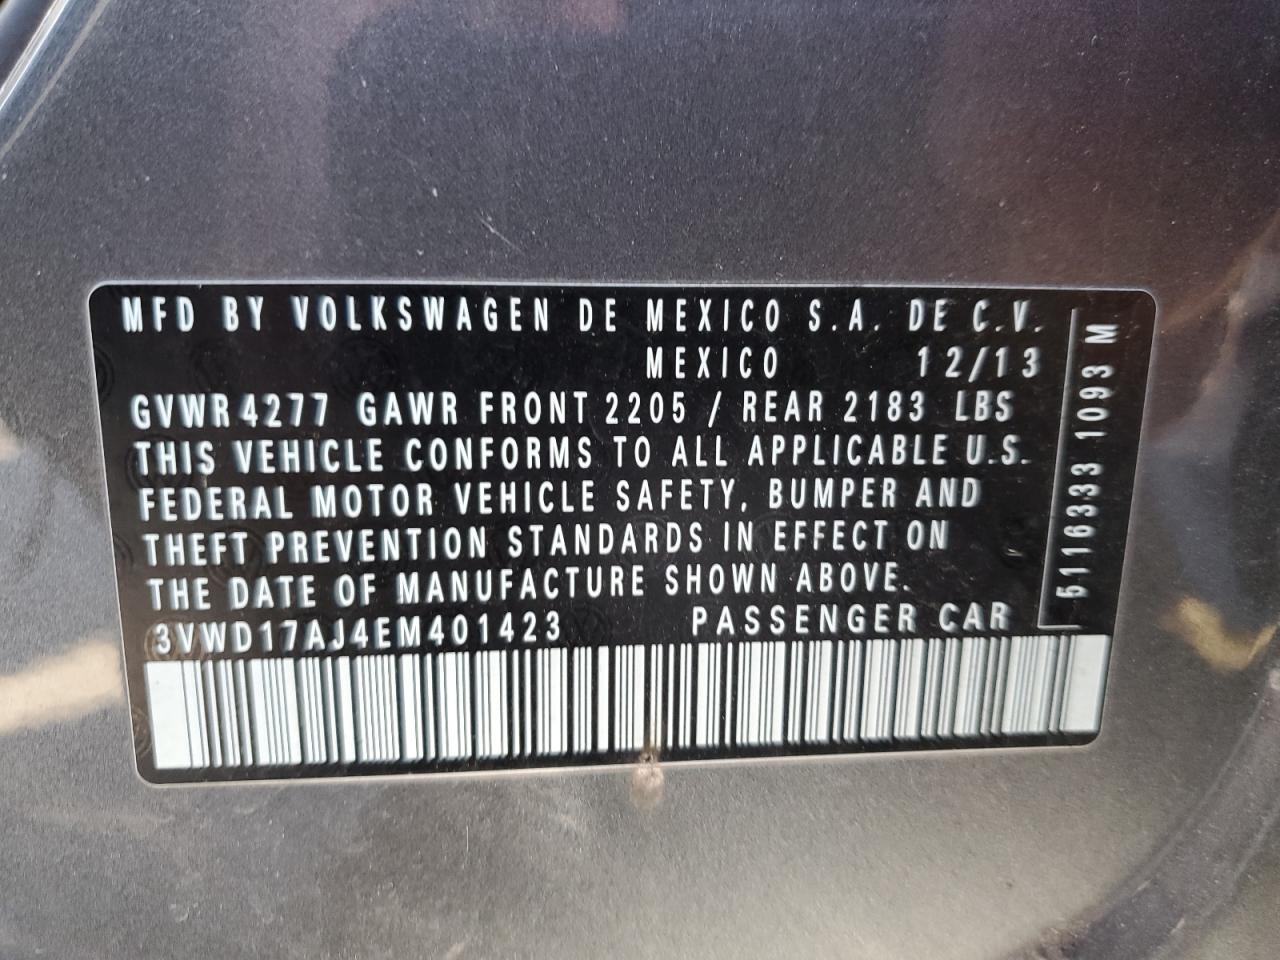 MFD BY VOLKSWAGEN DE MEXICO S.A. DE C.V.
MEXICO 12/13
GVWR 4277 GAWR FRONT 2205 / REAR 2183 LBS
THIS VEHICLE CONFORMS TO ALL APPLICABLE U.S.
FEDERAL MOTOR VEHICLE SAFETY, BUMPER AND
THEFT PREVENTION STANDARDS IN EFFECT ON
THE DATE OF MANUFACTURE SHOWN ABOVE.
3VWD17AJ4EM401423 PASSENGER CAR
5116333 1093 M